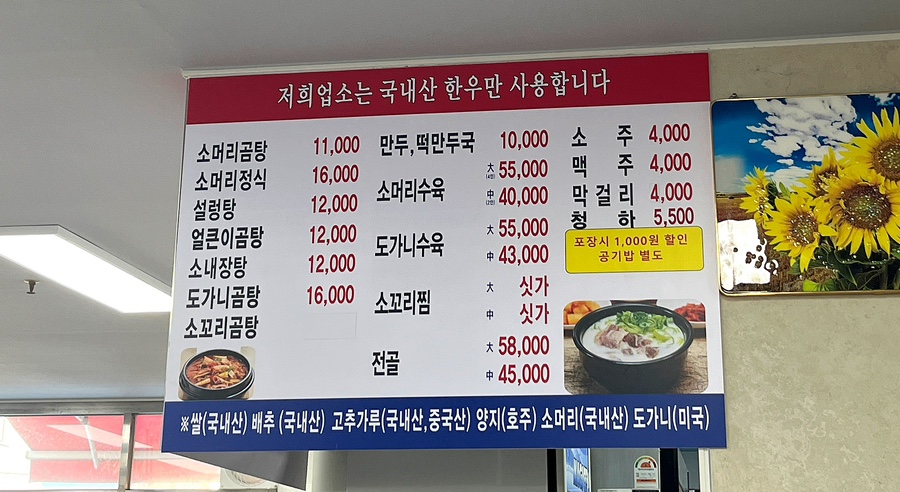 저희업소는 국내산 한우만 사용합니다
소머리곰탕 11,000
소머리정식 16,000
설렁탕 12,000
얼큰이곰탕 12,000
소내장탕 12,000
도가니곰탕 16,000
소꼬리곰탕
만두,떡만두국 10,000
소머리수육
大(4인) 55,000
中(2인) 40,000
도가니수육
大 55,000
中 43,000
소꼬리찜
大 싯가
中 싯가
전골
大 58,000
中 45,000
소 주 4,000
맥 주 4,000
막걸리 4,000
청 하 5,500
포장시 1,000원 할인
공기밥 별도
※쌀(국내산) 배추 (국내산) 고추가루(국내산,중국산) 양지(호주) 소머리(국내산) 도가니(미국)